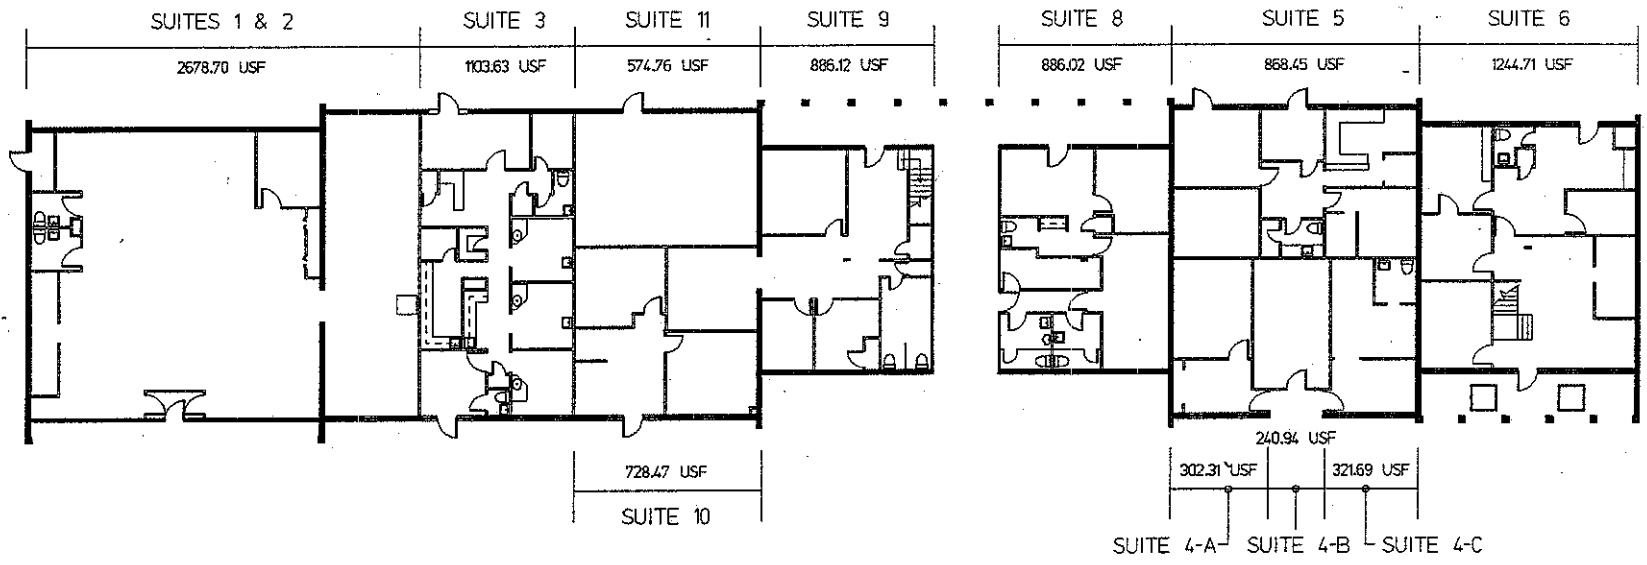 SUITES 1 & 2 SUITE 3 SUITE 11 SUITE 9 SUITE 8 SUITE 5 SUITE 6
2678.70 USF 1103.63 USF 574.76 USF 886.12 USF 886.02 USF 868.45 USF 1244.71 USF
240.94 USF
728.47 USF 302.31 USF 321.69 USF
SUITE 10
SUITE 4-A SUITE 4-B SUITE 4-C